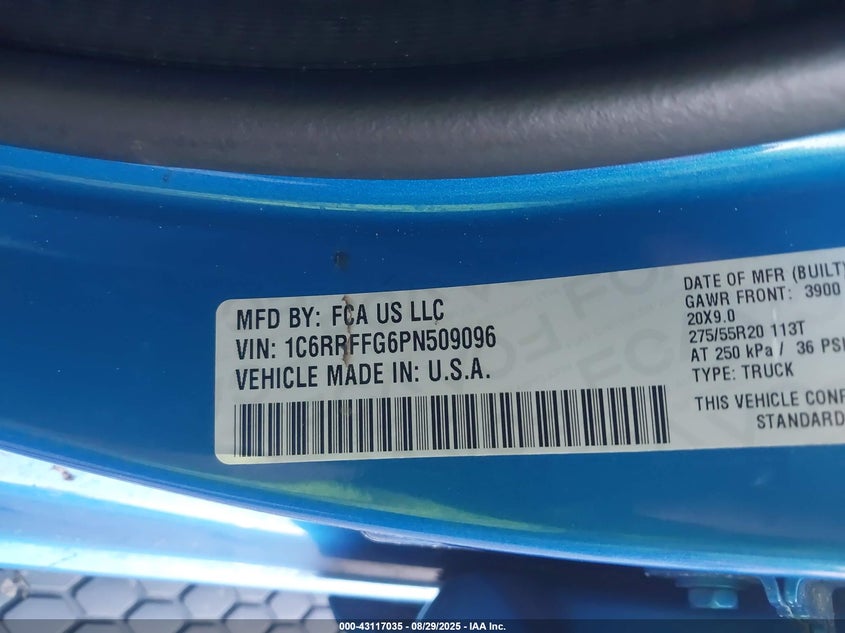 MFD BY: FCA US LLC
VIN: 1C6RRFFG6PN509096
VEHICLE MADE IN: U.S.A.
DATE OF MFR (BUILTY
GAWR FRONT: 3900
20X9.0
275/55R20 113T
AT 250 kPa / 36 PSI
TYPE: TRUCK
THIS VEHICLE CONF
STANDARD
000-43117035 - 08/29/2025 - IAA Inc.